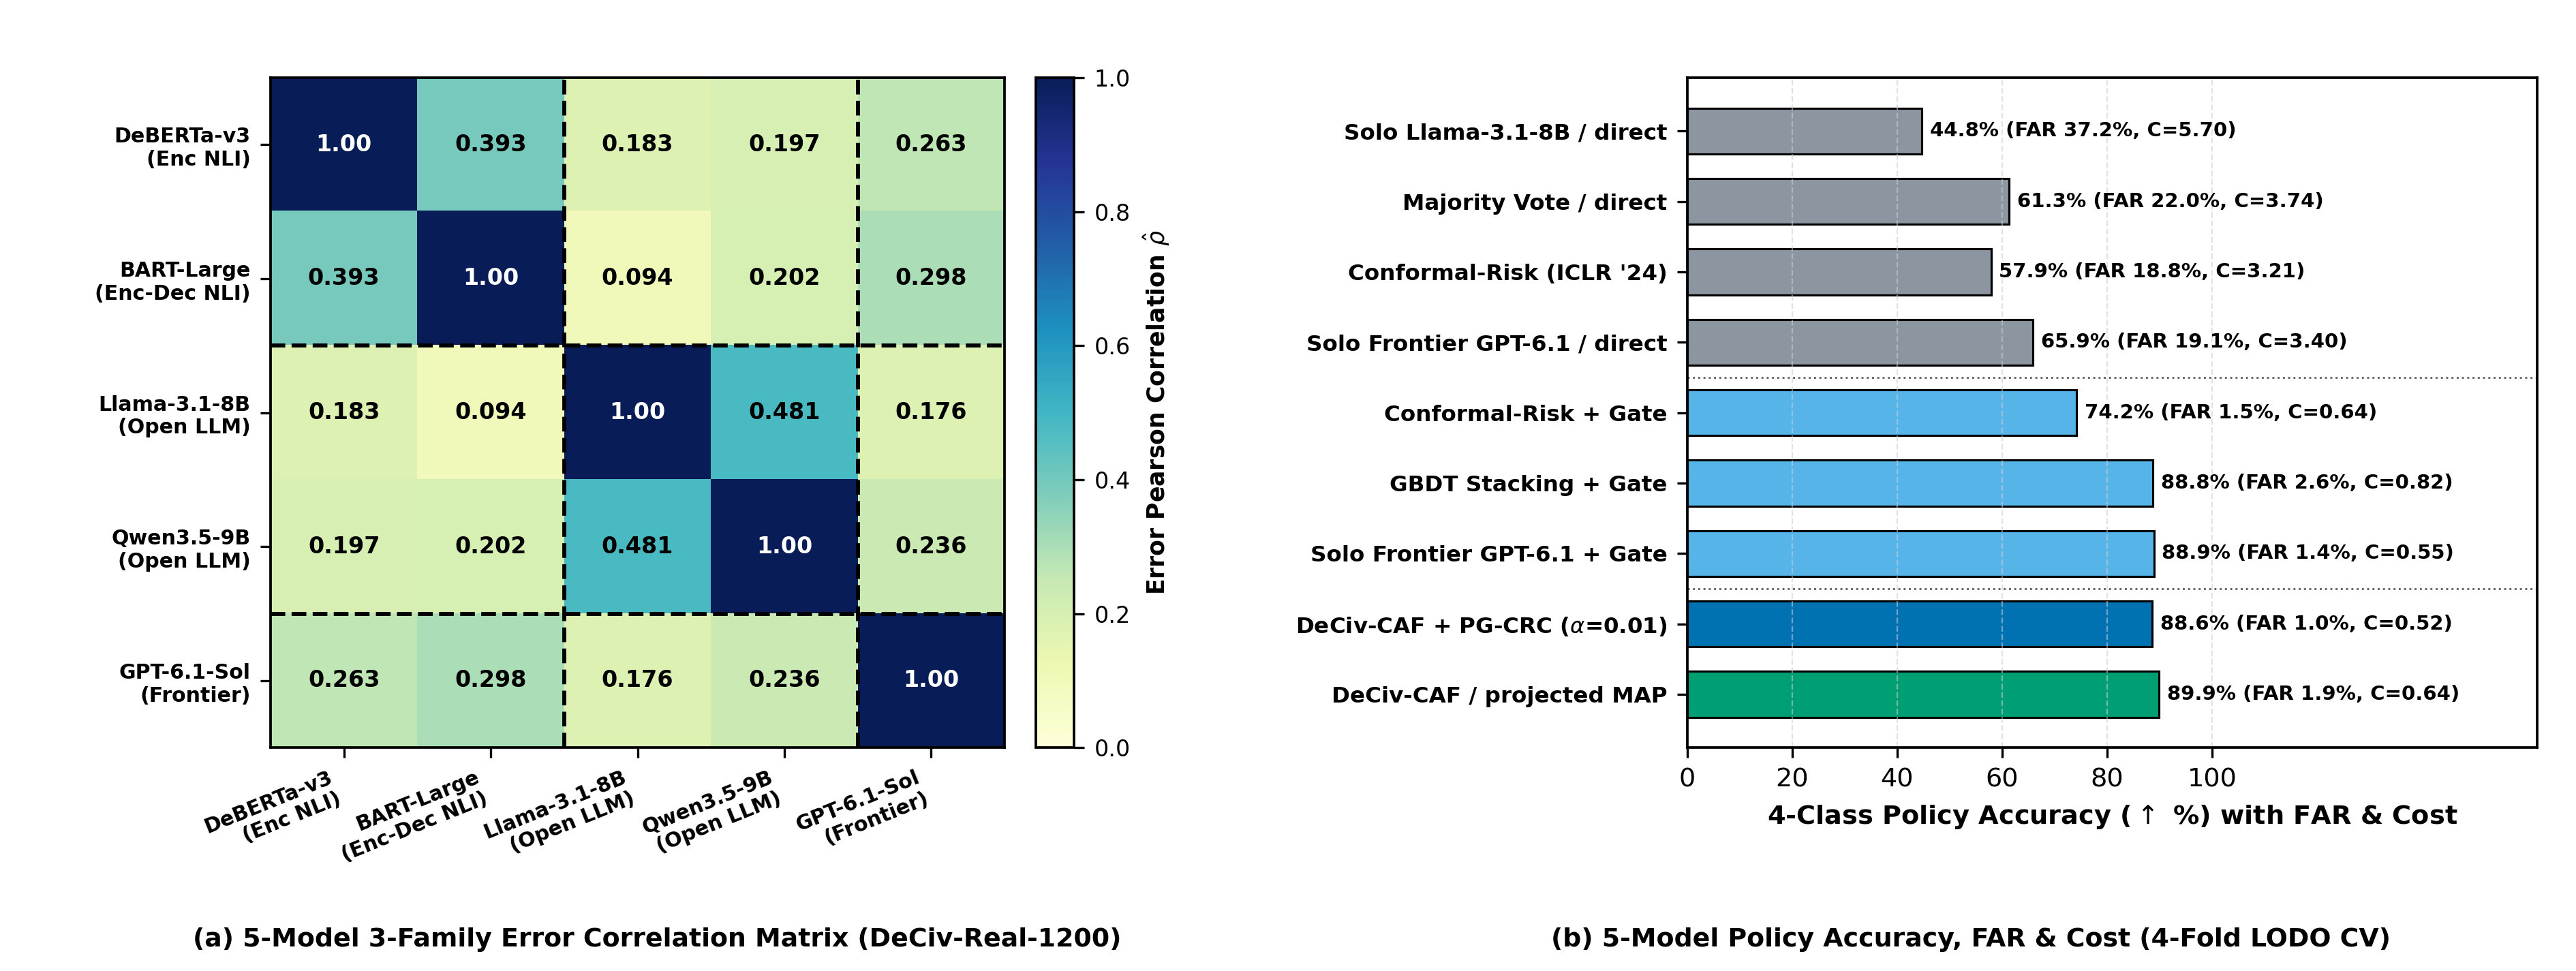 DeBERTa-v3
(Enc NLI)
BART-Large
(Enc-Dec NLI)
Llama-3.1-8B
(Open LLM)
Qwen3.5-9B
(Open LLM)
GPT-6.1-Sol
(Frontier)
1.00 0.393 0.183 0.197 0.263
0.393 1.00 0.094 0.202 0.298
0.183 0.094 1.00 0.481 0.176
0.197 0.202 0.481 1.00 0.236
0.263 0.298 0.176 0.236 1.00
DeBERTa-v3
(Enc NLI)
BART-Large
(Enc-Dec NLI)
Llama-3.1-8B
(Open LLM)
Qwen3.5-9B
(Open LLM)
GPT-6.1-Sol
(Frontier)
1.0
0.8
0.6
0.4
0.2
0.0
Error Pearson Correlation ρ̂
(a) 5-Model 3-Family Error Correlation Matrix (DeCiv-Real-1200)
Solo Llama-3.1-8B / direct 44.8% (FAR 37.2%, C=5.70)
Majority Vote / direct 61.3% (FAR 22.0%, C=3.74)
Conformal-Risk (ICLR '24) 57.9% (FAR 18.8%, C=3.21)
Solo Frontier GPT-6.1 / direct 65.9% (FAR 19.1%, C=3.40)
Conformal-Risk + Gate 74.2% (FAR 1.5%, C=0.64)
GBDT Stacking + Gate 88.8% (FAR 2.6%, C=0.82)
Solo Frontier GPT-6.1 + Gate 88.9% (FAR 1.4%, C=0.55)
DeCiv-CAF + PG-CRC (α=0.01) 88.6% (FAR 1.0%, C=0.52)
DeCiv-CAF / projected MAP 89.9% (FAR 1.9%, C=0.64)
0 20 40 60 80 100
4-Class Policy Accuracy (↑ %) with FAR & Cost
(b) 5-Model Policy Accuracy, FAR & Cost (4-Fold LODO CV)